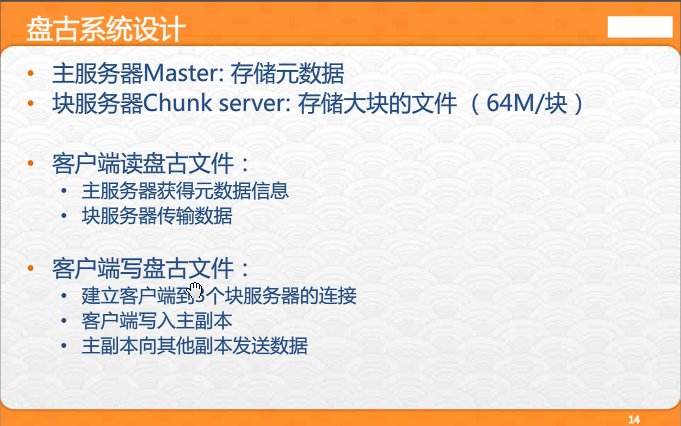 盘古系统设计
• 主服务器Master: 存储元数据
• 块服务器Chunk server: 存储大块的文件 （64M/块）
• 客户端读盘古文件：
• 主服务器获得元数据信息
• 块服务器传输数据
• 客户端写盘古文件：
• 建立客户端到3个块服务器的连接
• 客户端写入主副本
• 主副本向其他副本发送数据
14